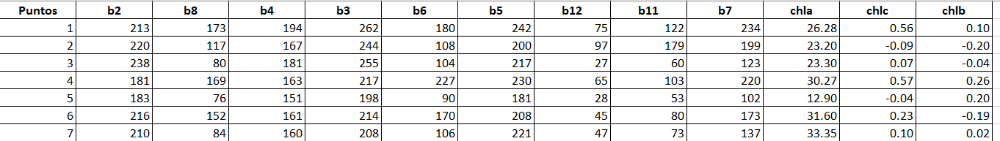 Puntos b2 b8 b4 b3 b6 b5 b12 b11 b7 chla chlc chlb
1 213 173 194 262 180 242 75 122 234 26.28 0.56 0.10
2 220 117 167 244 108 200 97 179 199 23.20 -0.09 -0.20
3 238 80 181 255 104 217 27 60 123 23.30 0.07 -0.04
4 181 169 163 217 227 230 65 103 220 30.27 0.57 0.26
5 183 76 151 198 90 181 28 53 102 12.90 -0.04 0.20
6 216 152 161 214 170 208 45 80 173 31.60 0.23 -0.19
7 210 84 160 208 106 221 47 73 137 33.35 0.10 0.02